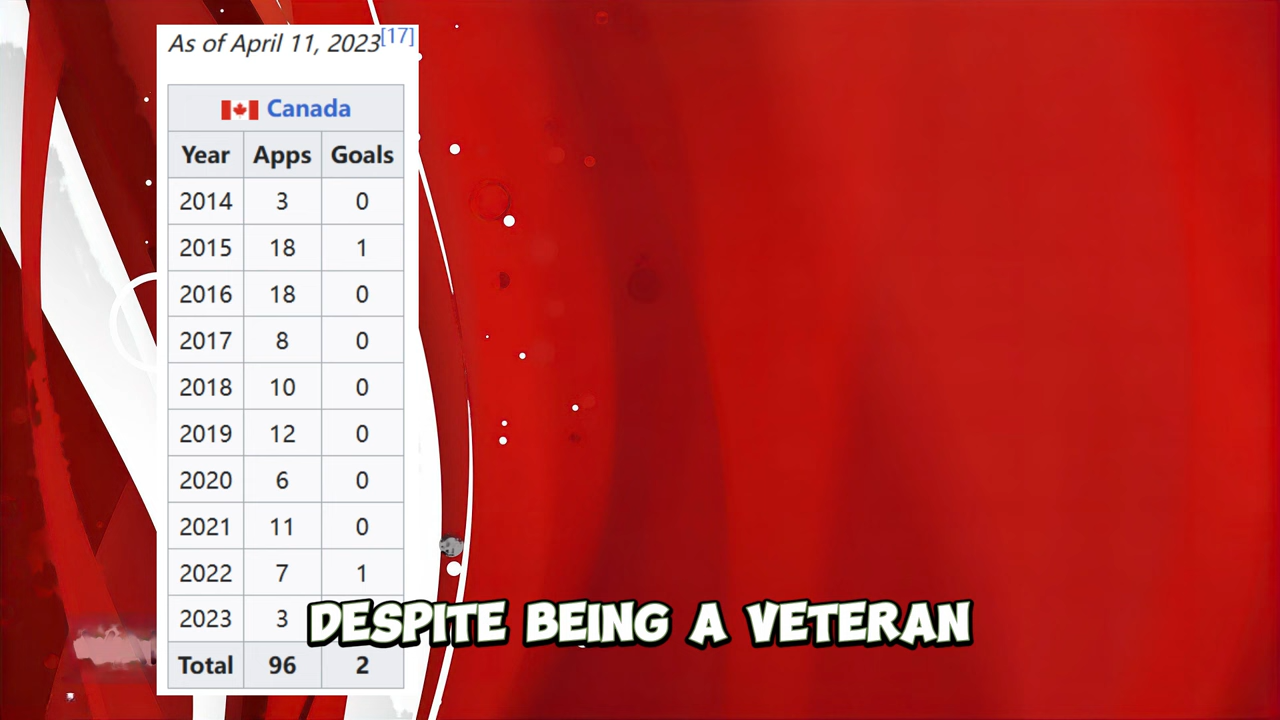 As of April 11, 2023[17]
Canada
Year Apps Goals
2014 3 0
2015 18 1
2016 18 0
2017 8 0
2018 10 0
2019 12 0
2020 6 0
2021 11 0
2022 7 1
2023 3
DESPITE BEING A VETERAN
Total 96 2